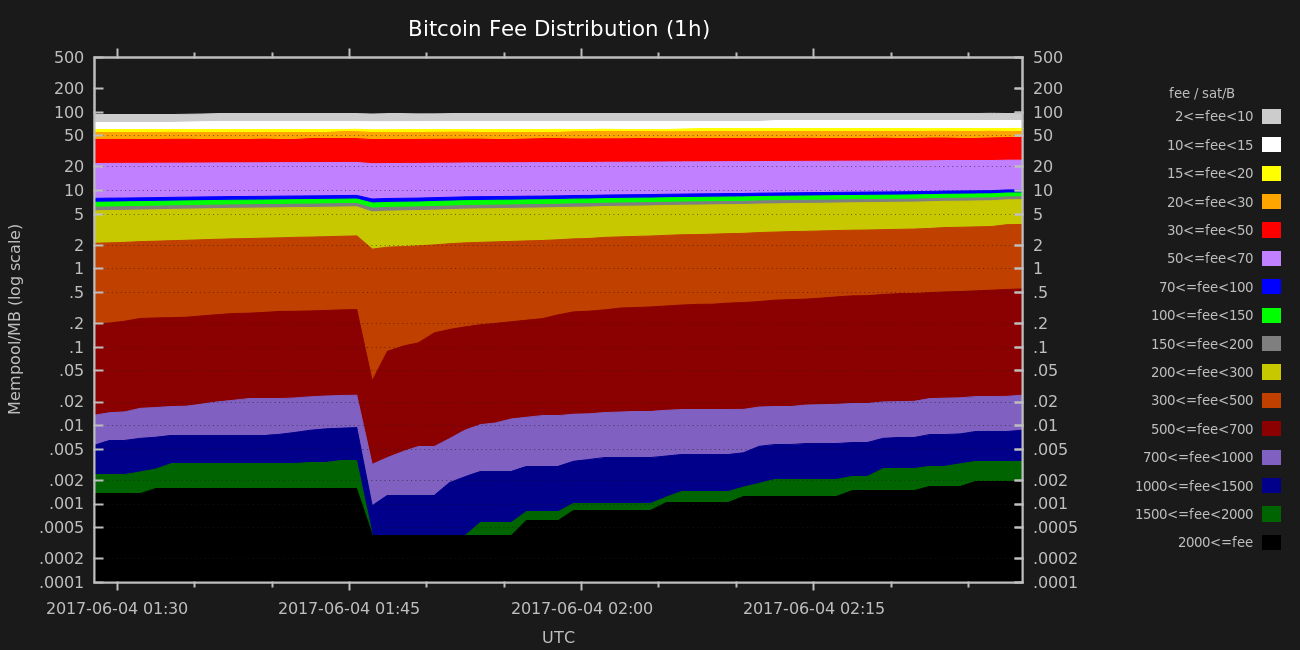 Bitcoin Fee Distribution (1h)
500 500
200 200
100 100
50 50
20 20
10 10
5 5
2 2
1 1
.5 .5
.2 .2
.1 .1
.05 .05
.02 .02
.01 .01
.005 .005
.002 .002
.001 .001
.0005 .0005
.0002 .0002
.0001 .0001
Mempool/MB (log scale)
2017-06-04 01:30 2017-06-04 01:45 2017-06-04 02:00 2017-06-04 02:15
UTC
fee / sat/B
2<=fee<10
10<=fee<15
15<=fee<20
20<=fee<30
30<=fee<50
50<=fee<70
70<=fee<100
100<=fee<150
150<=fee<200
200<=fee<300
300<=fee<500
500<=fee<700
700<=fee<1000
1000<=fee<1500
1500<=fee<2000
2000<=fee